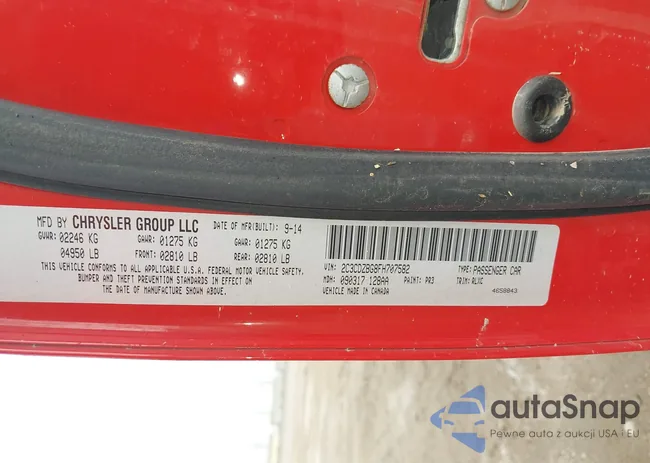 MFD BY CHRYSLER GROUP LLC DATE OF MFR(BUILT): 9-14
GVWR: 02246 KG GAWR: 01275 KG GAWR: 01275 KG
04950 LB FRONT: 02810 LB REAR: 02810 LB
THIS VEHICLE CONFORMS TO ALL APPLICABLE U.S.A. FEDERAL MOTOR VEHICLE SAFETY,
BUMPER AND THEFT PREVENTION STANDARDS IN EFFECT ON
THE DATE OF MANUFACTURE SHOWN ABOVE.
VIN: 2C3CDZBG8FH707582 TYPE: PASSENGER CAR
MDH: 090317 128AA PAINT: PR3 TRIM: RLXC
VEHICLE MADE IN CANADA 4658843
autaSnap
Pewne auta z aukcji USA i EU